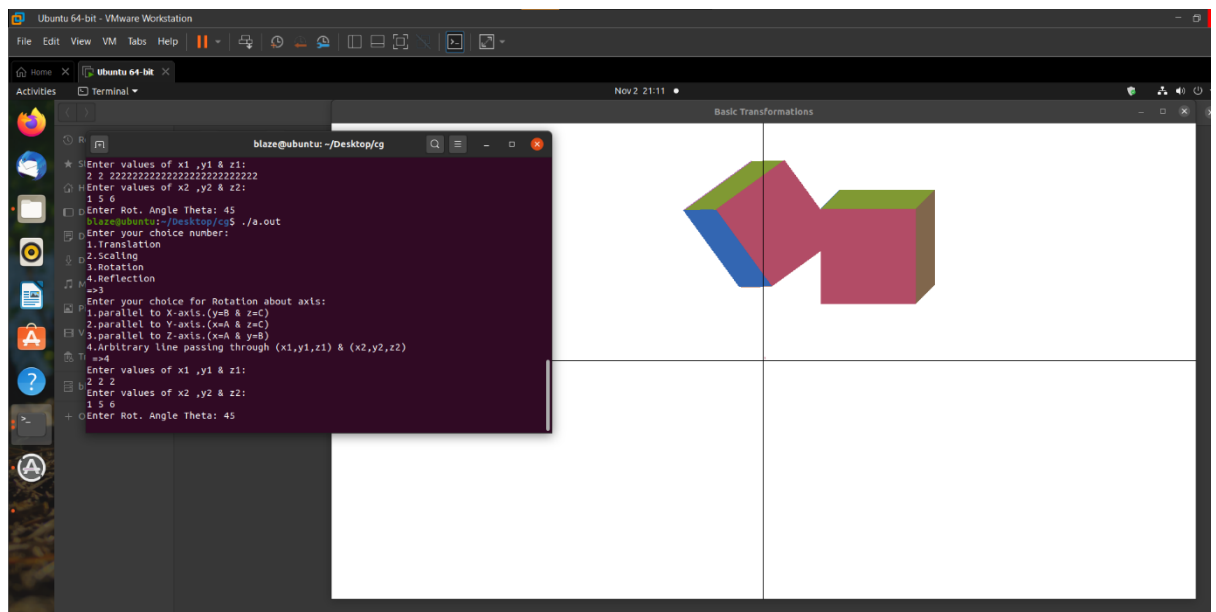 Ubuntu 64-bit - VMware Workstation
File Edit View VM Tabs Help
Home
Ubuntu 64-bit
Activities
Terminal
Nov 2 21:11
Basic Transformations
blaze@ubuntu: ~/Desktop/cg
Enter values of x1 ,y1 & z1:
2 2 2222222222222222222222222222
Enter values of x2 ,y2 & z2:
1 5 6
Enter Rot. Angle Theta: 45
blaze@ubuntu:~/Desktop/cg$ ./a.out
Enter your choice number:
1.Translation
2.Scaling
3.Rotation
4.Reflection
=>3
Enter your choice for Rotation about axis:
1.parallel to X-axis.(y=B & z=C)
2.parallel to Y-axis.(x=A & z=C)
3.parallel to Z-axis.(x=A & y=B)
4.Arbitrary line passing through (x1,y1,z1) & (x2,y2,z2)
=>4
Enter values of x1 ,y1 & z1:
2 2 2
Enter values of x2 ,y2 & z2:
1 5 6
Enter Rot. Angle Theta: 45